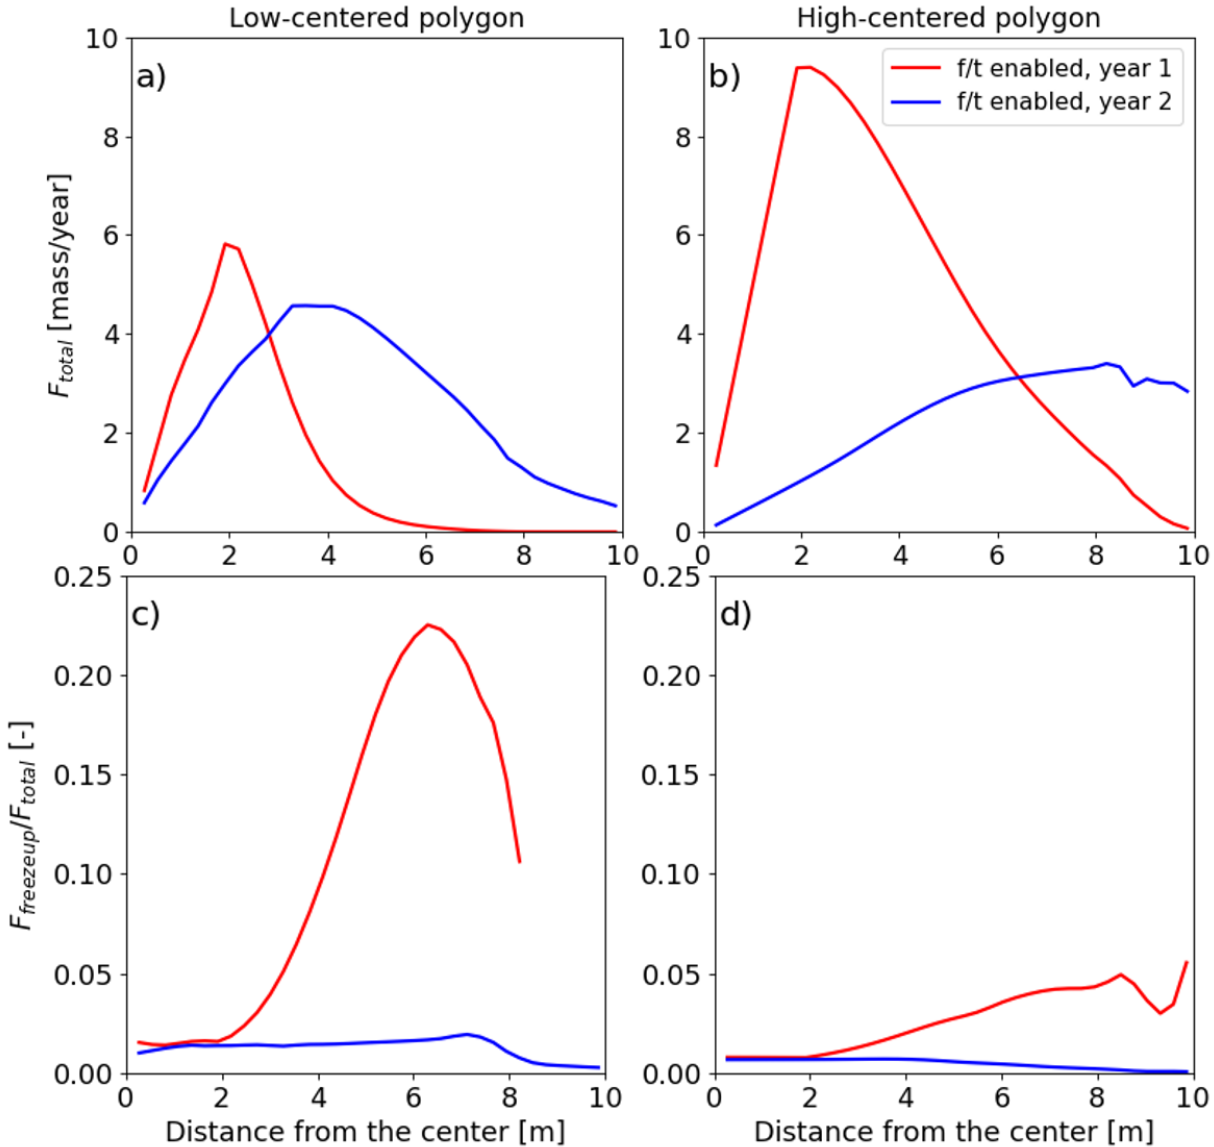 Low-centered polygon
High-centered polygon
a)
b)
f/t enabled, year 1
f/t enabled, year 2
F_total [mass/year]
10
8
6
4
2
0
0 2 4 6 8 10
0 2 4 6 8 10
10
8
6
4
2
0
c)
d)
F_freezeup/F_total [-]
0.25
0.20
0.15
0.10
0.05
0.00
0.25
0.20
0.15
0.10
0.05
0.00
0 2 4 6 8 10
0 2 4 6 8 10
Distance from the center [m]
Distance from the center [m]